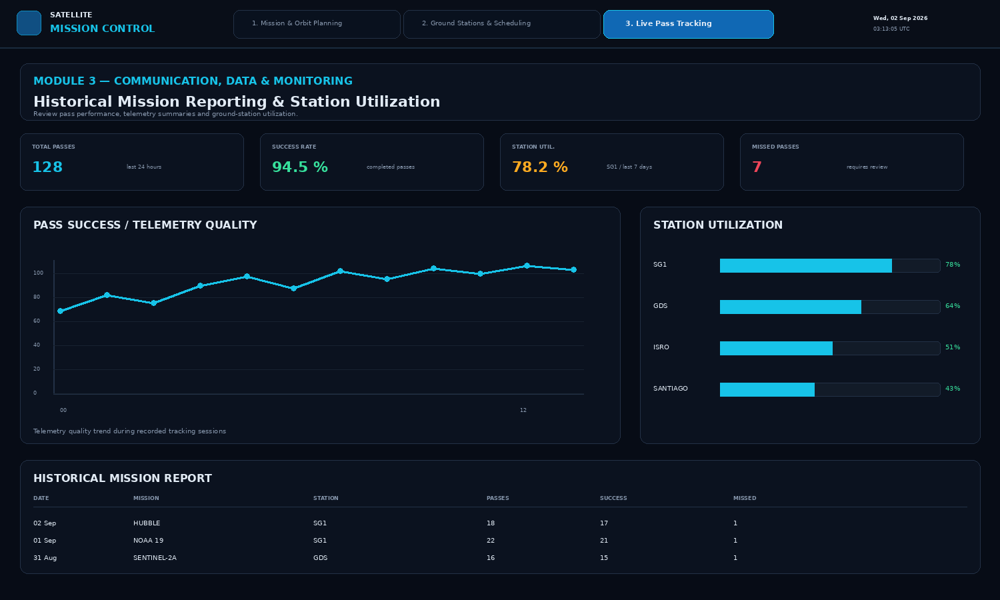 SATELLITE
MISSION CONTROL
1. Mission & Orbit Planning
2. Ground Stations & Scheduling
3. Live Pass Tracking
Wed, 02 Sep 2026
03:13:05 UTC
MODULE 3 — COMMUNICATION, DATA & MONITORING
Historical Mission Reporting & Station Utilization
Review pass performance, telemetry summaries and ground-station utilization.
TOTAL PASSES
128 last 24 hours
SUCCESS RATE
94.5 % completed passes
STATION UTIL.
78.2 % SG1 / last 7 days
MISSED PASSES
7 requires review
PASS SUCCESS / TELEMETRY QUALITY
100
80
60
40
20
0
00 12
Telemetry quality trend during recorded tracking sessions
STATION UTILIZATION
SG1 78%
GDS 64%
ISRO 51%
SANTIAGO 43%
HISTORICAL MISSION REPORT
DATE MISSION STATION PASSES SUCCESS MISSED
02 Sep HUBBLE SG1 18 17 1
01 Sep NOAA 19 SG1 22 21 1
31 Aug SENTINEL-2A GDS 16 15 1